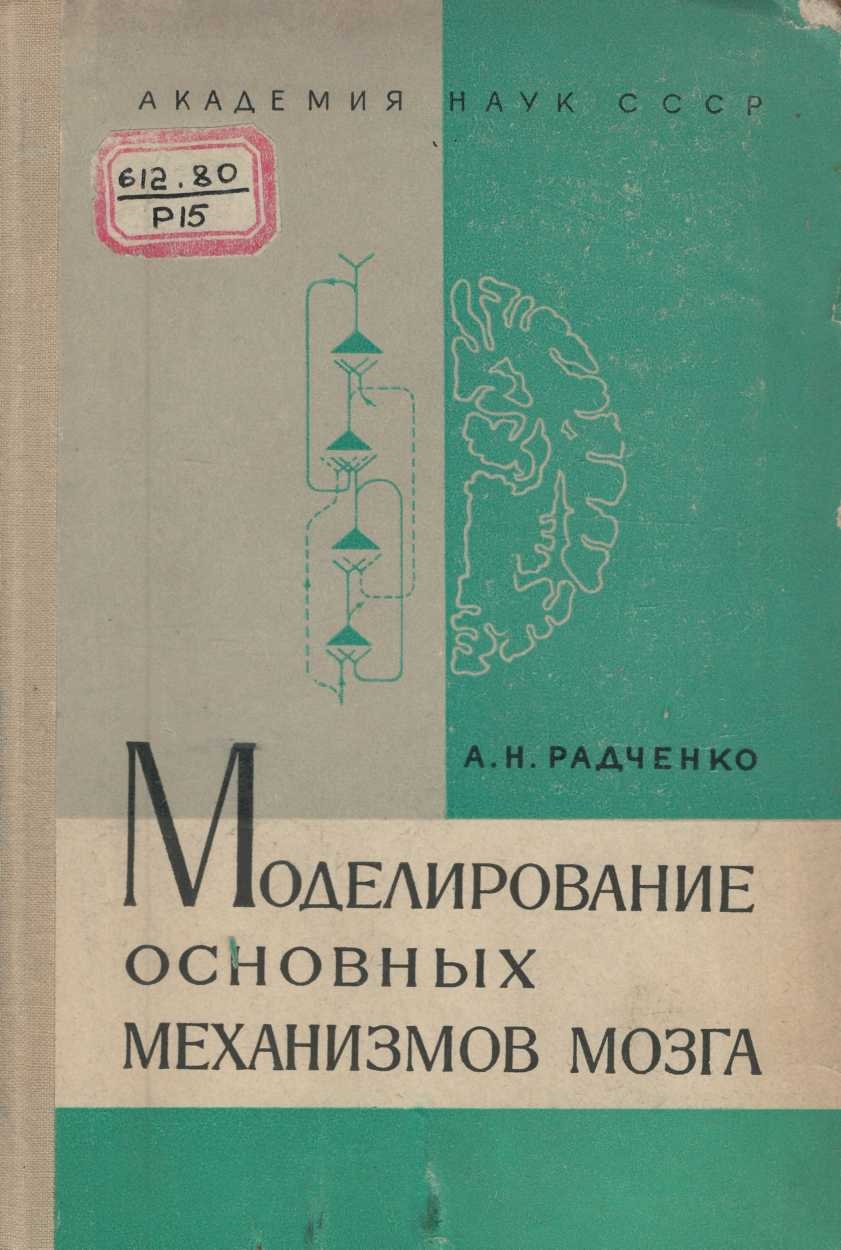 АКАДЕМИЯ НАУК СССР
612.80
Р15
А.Н. РАДЧЕНКО
МОДЕЛИРОВАНИЕ
ОСНОВНЫХ
МЕХАНИЗМОВ МОЗГА